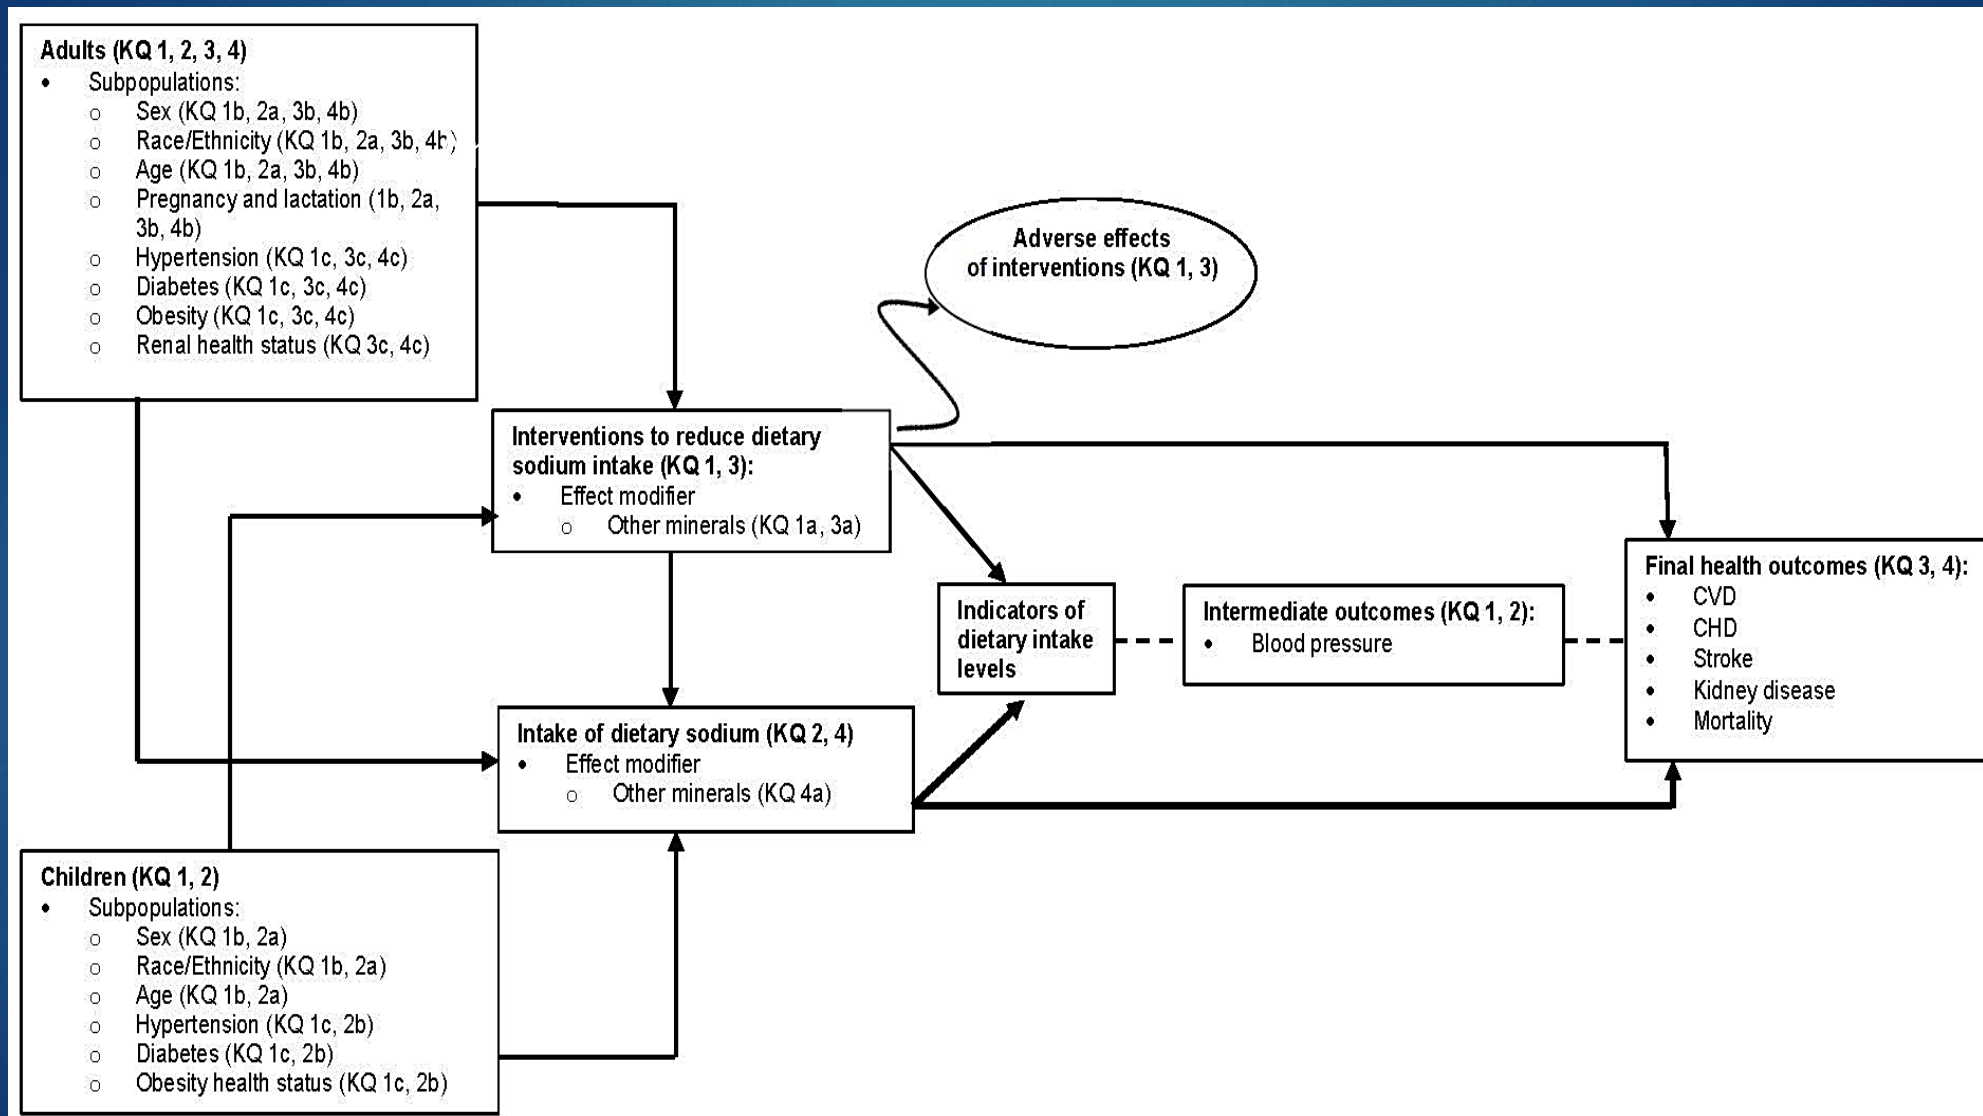 Adults (KQ 1, 2, 3, 4)
• Subpopulations:
o Sex (KQ 1b, 2a, 3b, 4b)
o Race/Ethnicity (KQ 1b, 2a, 3b, 4b)
o Age (KQ 1b, 2a, 3b, 4b)
o Pregnancy and lactation (1b, 2a,
3b, 4b)
o Hypertension (KQ 1c, 3c, 4c)
o Diabetes (KQ 1c, 3c, 4c)
o Obesity (KQ 1c, 3c, 4c)
o Renal health status (KQ 3c, 4c)
Adverse effects
of interventions (KQ 1, 3)
Interventions to reduce dietary
sodium intake (KQ 1, 3):
• Effect modifier
o Other minerals (KQ 1a, 3a)
Indicators of
dietary intake
levels
Intermediate outcomes (KQ 1, 2):
• Blood pressure
Final health outcomes (KQ 3, 4):
• CVD
• CHD
• Stroke
• Kidney disease
• Mortality
Intake of dietary sodium (KQ 2, 4)
• Effect modifier
o Other minerals (KQ 4a)
Children (KQ 1, 2)
• Subpopulations:
o Sex (KQ 1b, 2a)
o Race/Ethnicity (KQ 1b, 2a)
o Age (KQ 1b, 2a)
o Hypertension (KQ 1c, 2b)
o Diabetes (KQ 1c, 2b)
o Obesity health status (KQ 1c, 2b)